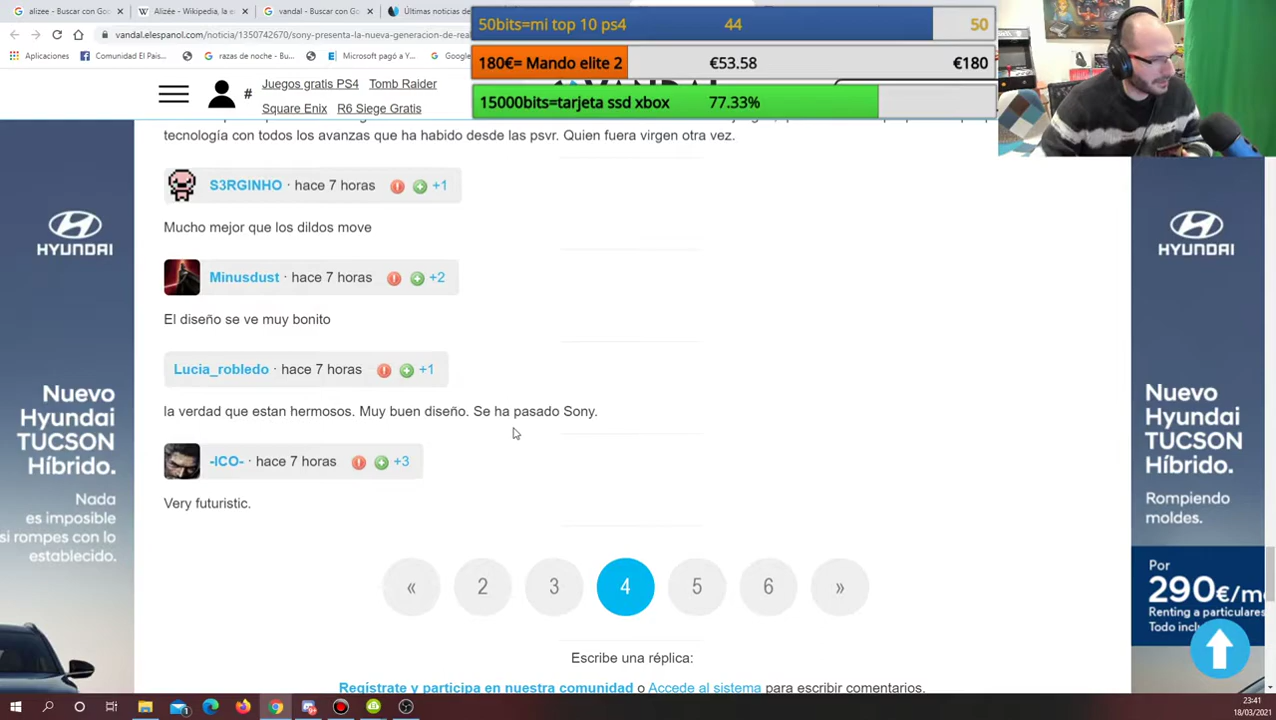 alizee - Buscar con Go
Alizée - Wikipedia, la e
vandal - Buscar con Go
Últimas noticias de
vandal.elespanol.com/noticia/1350742670/sony-presenta-la-nueva-generacion-de-rea
Aplicaciones
Comunidad El País...
razas de noche - Bu...
Microsoft pagó a Y...
G
50bits=mi top 10 ps4 44 50
180€= Mando elite 2 €53.58 €180
15000bits=tarjeta ssd xbox 77.33%
# Juegos gratis PS4 Tomb Raider
Square Enix R6 Siege Gratis
tecnología con todos los avanzas que ha habido desde las psvr. Quien fuera virgen otra vez.
S3RGINHO · hace 7 horas +1
Mucho mejor que los dildos move
Minusdust · hace 7 horas +2
El diseño se ve muy bonito
Lucia_robledo · hace 7 horas +1
la verdad que estan hermosos. Muy buen diseño. Se ha pasado Sony.
-ICO- · hace 7 horas +3
Very futuristic.
« 2 3 4 5 6 »
Escribe una réplica:
Regístrate y participa en nuestra comunidad o Accede al sistema para escribir comentarios.
HYUNDAI
Nuevo
Hyundai
TUCSON
Híbrido.
Nada
es imposible
si rompes con lo
establecido.
HYUNDAI
Nuevo
Hyundai
TUCSON
Híbrido.
Rompiendo
moldes.
Por
290€/me
Renting a particulares
Todo inclu
23:41
18/03/2021